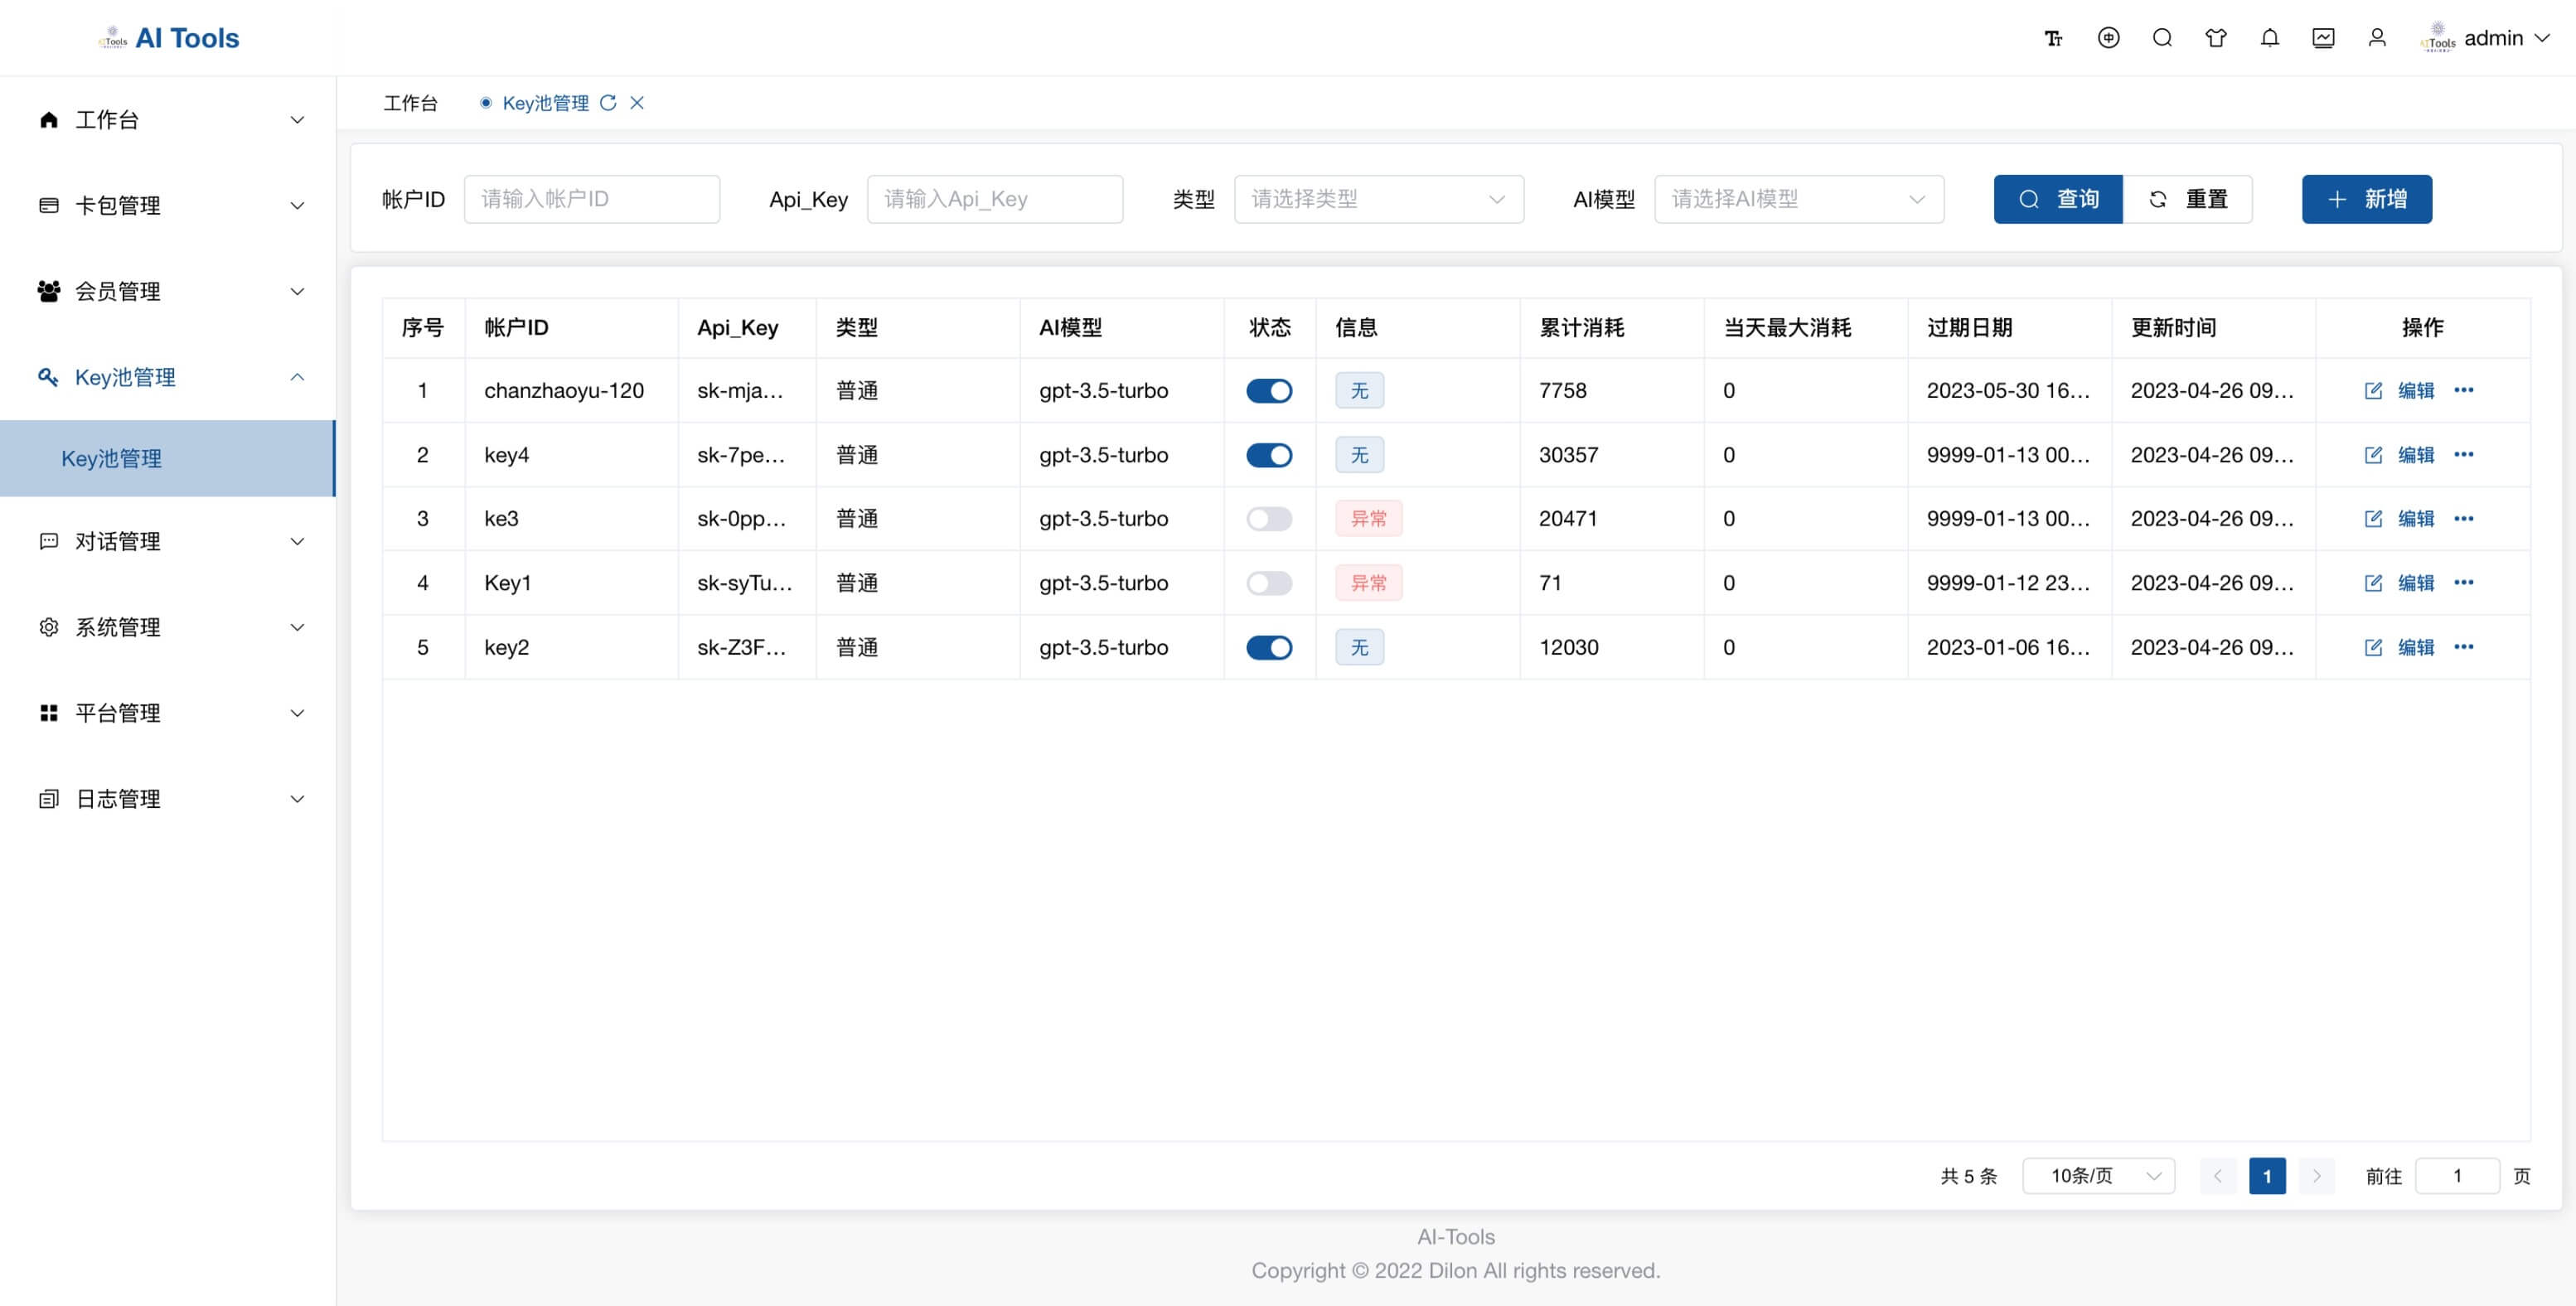 AI Tools
admin
工作台
卡包管理
会员管理
Key池管理
Key池管理
对话管理
系统管理
平台管理
日志管理
工作台 Key池管理
帐户ID 请输入帐户ID Api_Key 请输入Api_Key 类型 请选择类型 AI模型 请选择AI模型 查询 重置 新增
序号 帐户ID Api_Key 类型 AI模型 状态 信息 累计消耗 当天最大消耗 过期日期 更新时间 操作
1 chanzhaoyu-120 sk-mja... 普通 gpt-3.5-turbo 无 7758 0 2023-05-30 16... 2023-04-26 09... 编辑
2 key4 sk-7pe... 普通 gpt-3.5-turbo 无 30357 0 9999-01-13 00... 2023-04-26 09... 编辑
3 ke3 sk-0pp... 普通 gpt-3.5-turbo 异常 20471 0 9999-01-13 00... 2023-04-26 09... 编辑
4 Key1 sk-syTu... 普通 gpt-3.5-turbo 异常 71 0 9999-01-12 23... 2023-04-26 09... 编辑
5 key2 sk-Z3F... 普通 gpt-3.5-turbo 无 12030 0 2023-01-06 16... 2023-04-26 09... 编辑
共 5 条 10条/页 1 前往 1 页
AI-Tools
Copyright © 2022 Dilon All rights reserved.